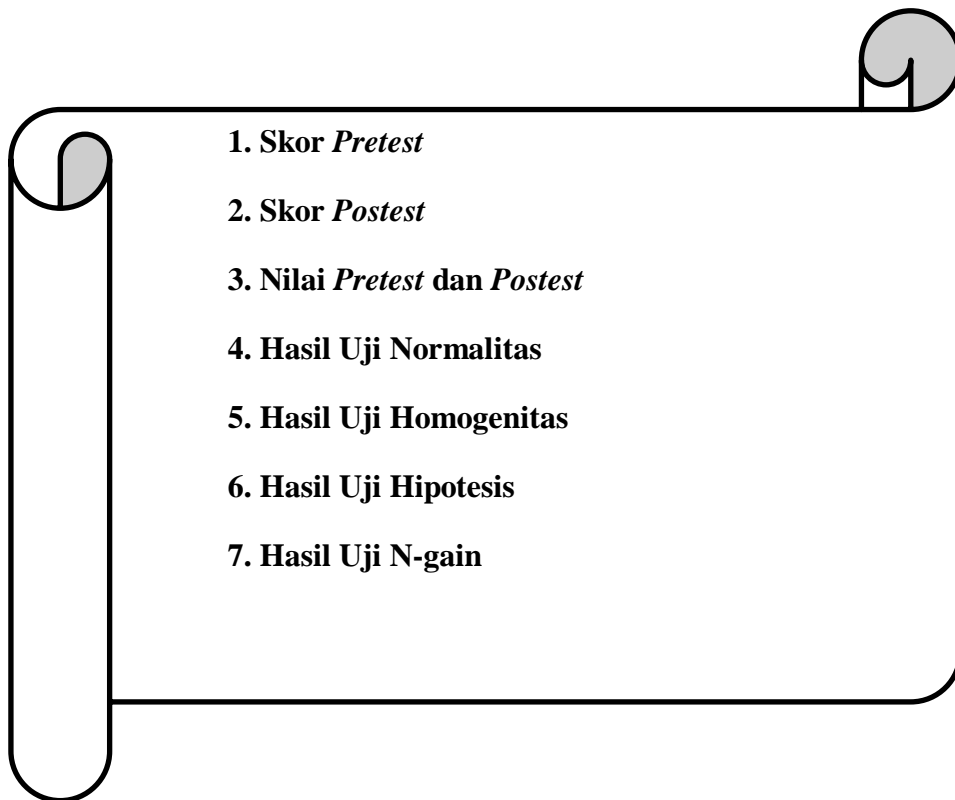 1. Skor Pretest
2. Skor Postest
3. Nilai Pretest dan Postest
4. Hasil Uji Normalitas
5. Hasil Uji Homogenitas
6. Hasil Uji Hipotesis
7. Hasil Uji N-gain